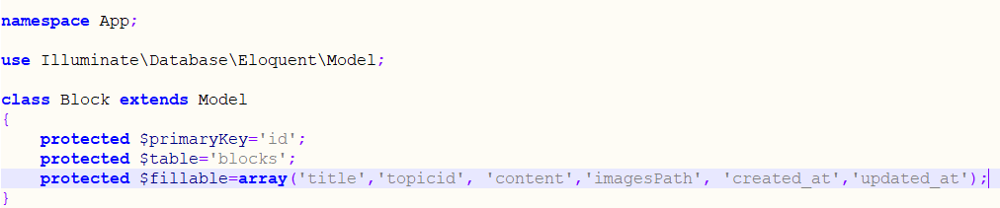 namespace App;
use Illuminate\Database\Eloquent\Model;
class Block extends Model
{
    protected $primaryKey='id';
    protected $table='blocks';
    protected $fillable=array('title','topicid', 'content','imagesPath', 'created_at','updated_at');
}